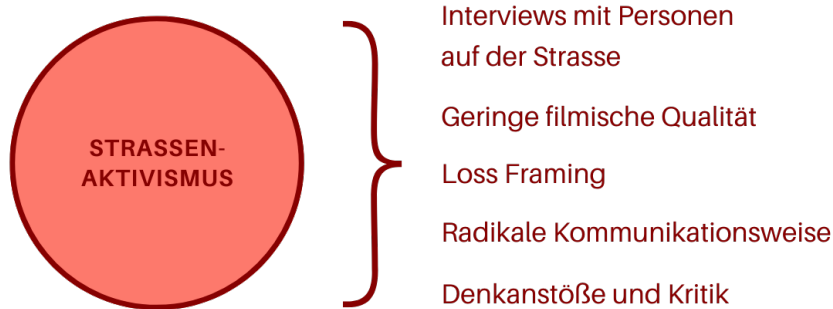 STRASSEN-
AKTIVISMUS
Interviews mit Personen
auf der Strasse
Geringe filmische Qualität
Loss Framing
Radikale Kommunikationsweise
Denkanstöße und Kritik